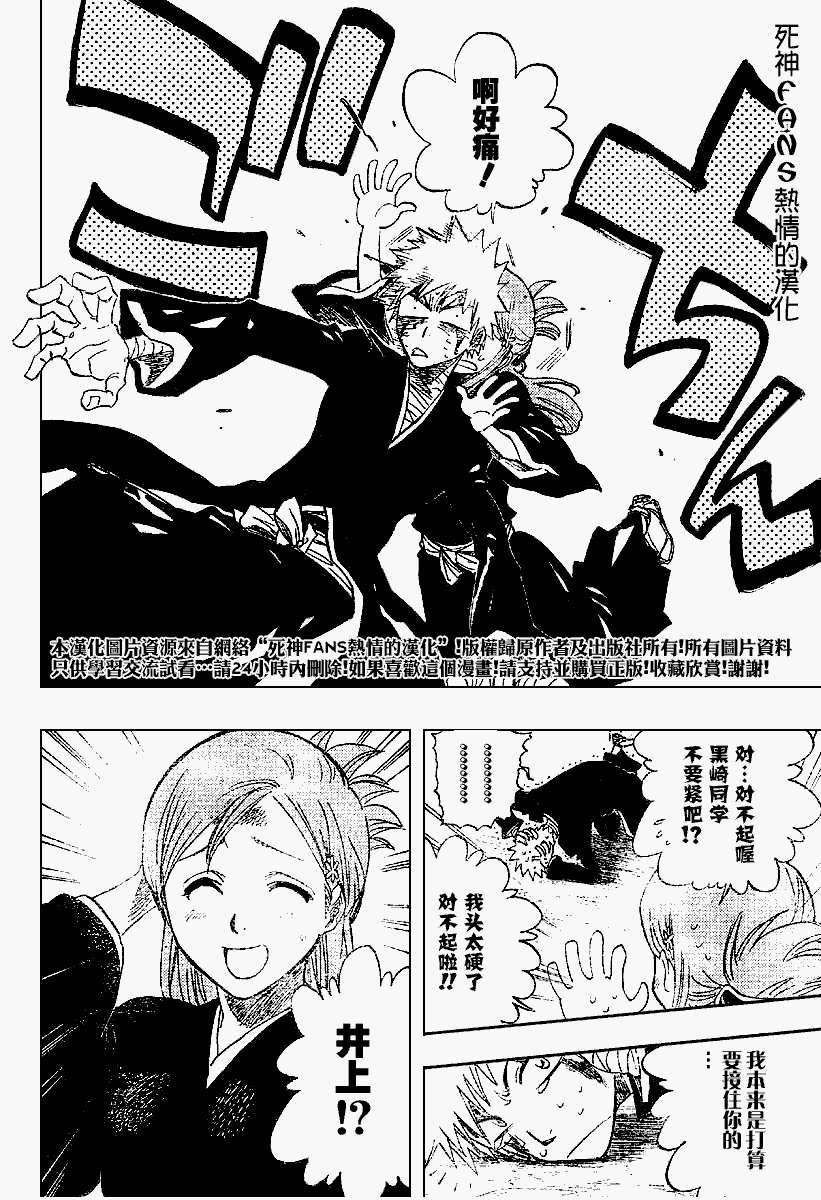 死神FANS熱情的漢化
啊好痛！
ゴ
メキん
本漢化圖片資源來自網絡“死神FANS熱情的漢化”!版權歸原作者及出版社所有!所有圖片資料
只供學習交流試看…請24小時內刪除!如果喜歡這個漫畫!請支持並購買正版!收藏欣賞!謝謝!
对…对不起喔
黑崎同学
不要紧吧!?
………
………
我头太硬了
对不起啦!!
我本来是打算
要接住你的
…
井上!?